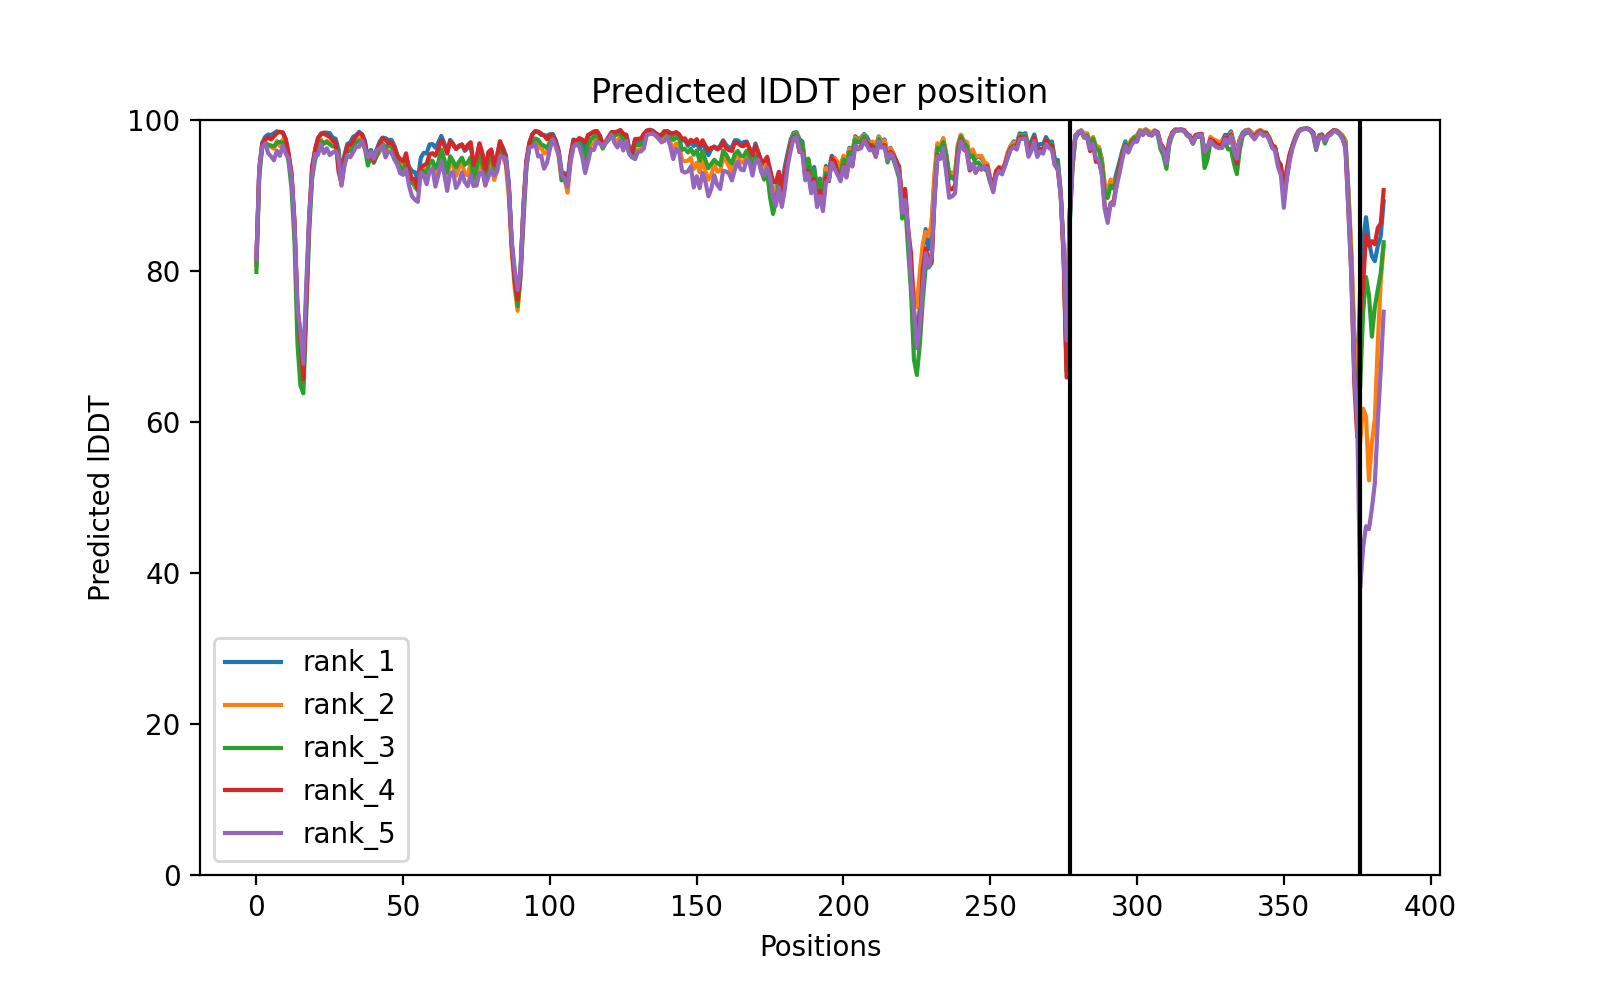 Predicted lDDT per position
100
80
60
40
20
0
Predicted lDDT
rank_1
rank_2
rank_3
rank_4
rank_5
0 50 100 150 200 250 300 350 400
Positions